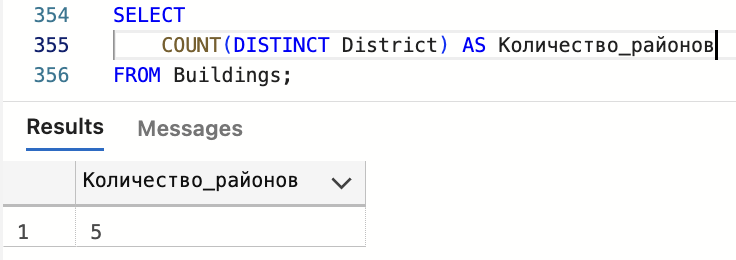 354 SELECT
355 COUNT(DISTINCT District) AS Количество_районов
356 FROM Buildings;
Results Messages
Количество_районов
1 5